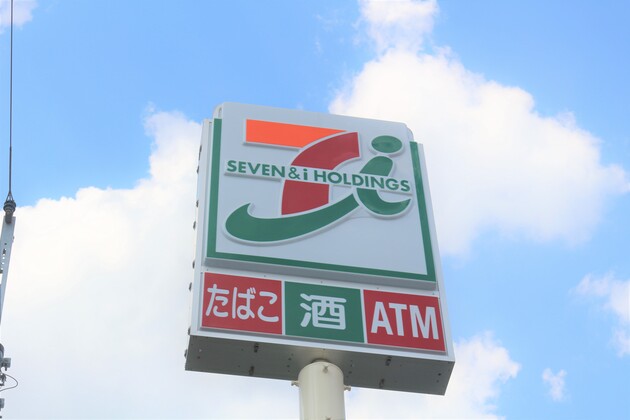 SEVEN & i HOLDINGS
たばこ 酒 ATM